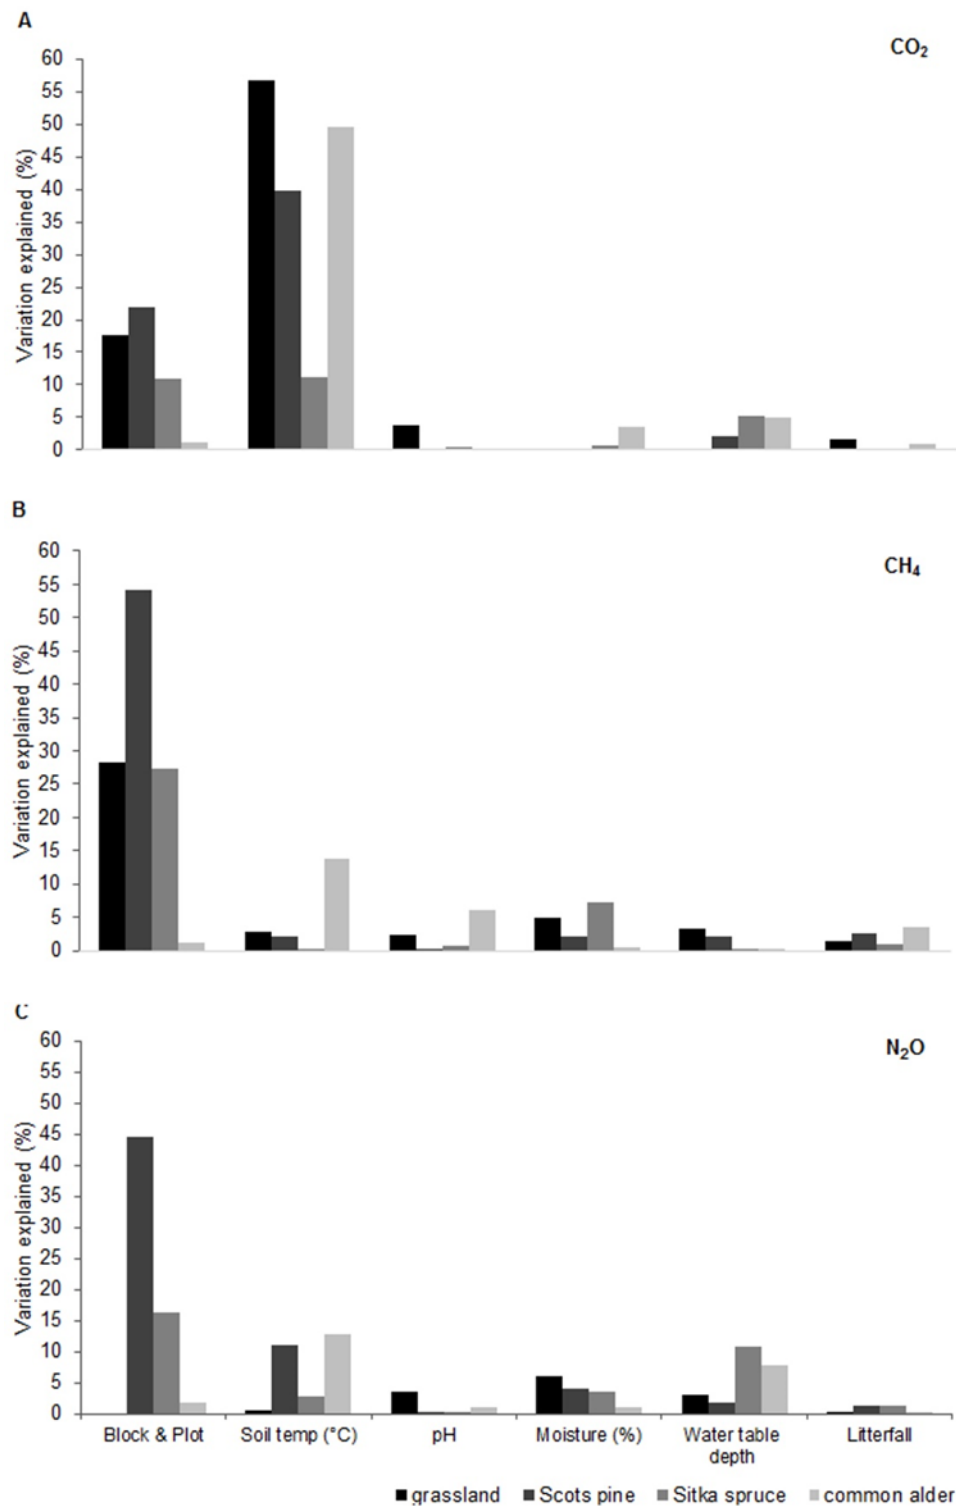 A
CO₂
Variation explained (%)
60
55
50
45
40
35
30
25
20
15
10
5
0
B
CH₄
Variation explained (%)
60
55
50
45
40
35
30
25
20
15
10
5
0
C
N₂O
Variation explained (%)
60
55
50
45
40
35
30
25
20
15
10
5
0
Block & Plot
Soil temp (°C)
pH
Moisture (%)
Water table
depth
Litterfall
grassland
Scots pine
Sitka spruce
common alder